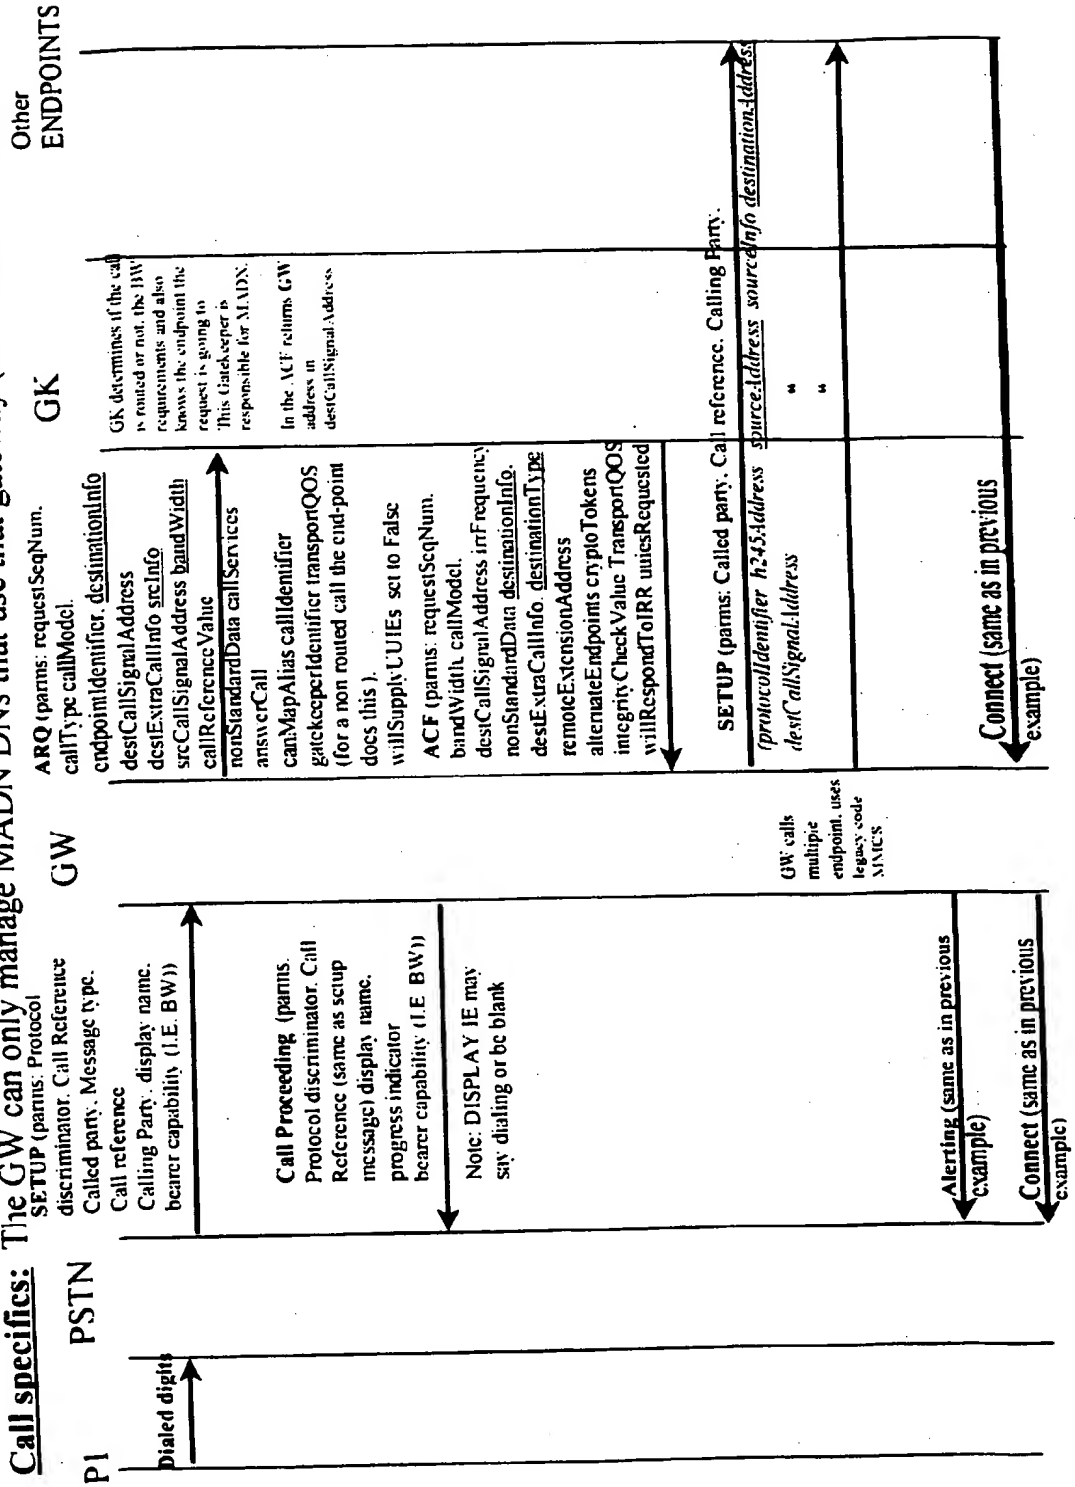 Call specifics: The GW can only manage MADN DNs that use that
P1
PSTN
GW
GK
Other
ENDPOINTS
Dialed digits
SETUP (parms: Protocol
discriminator. Call Reference
Called party. Message type.
Call reference
Calling Party. display name.
bearer capability (I.E. BW))
Call Proceeding (parms.
Protocol discriminator. Call
Reference (same as setup
message) display name.
progress indicator
bearer capability (I.E. BW))
Note: DISPLAY IE may
say dialing or be blank
Alerting (same as in previous
example)
Connect (same as in previous
example)
ARQ (parms: requestSeqNum.
callType callModel.
endpointIdentifier. destinationInfo
destCallSignalAddress
destExtraCallInfo srcInfo
srcCallSignalAddress bandWidth
callReferenceValue
nonStandardData callServices
answerCall
canMapAlias callIdentifier
gatekeeperIdentifier transportQOS
(for a non routed call the end-point
does this ).
willSupplyUUIEs set to False
ACF (parms: requestSeqNum.
bandWidth. callModel.
destCallSignalAddress irrFrequency
nonStandardData destinationInfo.
destExtraCallInfo. destinationType
remoteExtensionAddress
alternateEndpoints cryptoTokens
integrityCheckValue TransportQOS
willRespondToIRR uuiesRequested
GK determines if the call
is routed or not. the BW
requirements and also
knows the endpoint the
request is going to
This Gatekeeper is
responsible for MADN.
In the ACF returns GW
address in
destCallSignalAddress
SETUP (parms: Called party. Call reference. Calling Party.
(protocolIdentifier h245Address sourceAddress sourceInfo destinationAddress
destCallSignalAddress
“
“
GW calls
multiple
endpoint. uses
legacy code
MMCS
Connect (same as in previous
example)